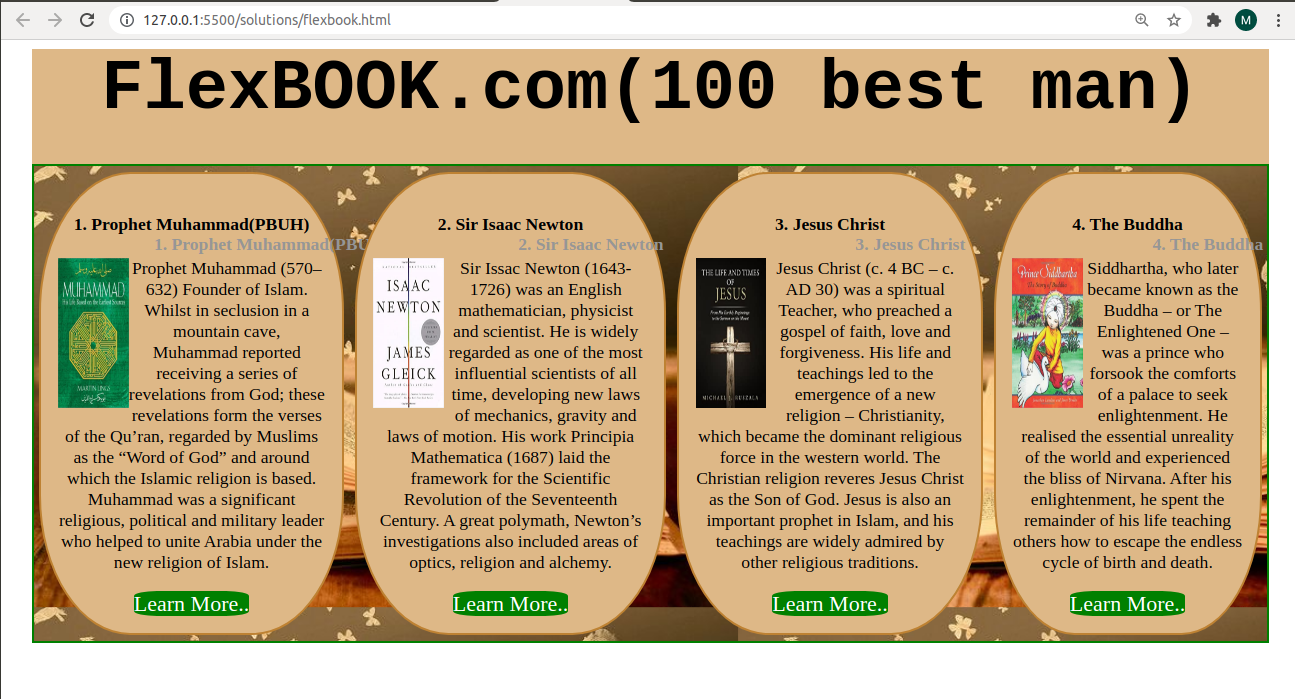 127.0.0.1:5500/solutions/flexbook.html
M
FlexBOOK.com(100 best man)
1. Prophet Muhammad(PBUH)
1. Prophet Muhammad(PBU
MUHAMMAD
MARTIN LINGS
Prophet Muhammad (570–
632) Founder of Islam.
Whilst in seclusion in a
mountain cave,
Muhammad reported
receiving a series of
revelations from God; these
revelations form the verses
of the Qu’ran, regarded by Muslims
as the “Word of God” and around
which the Islamic religion is based.
Muhammad was a significant
religious, political and military leader
who helped to unite Arabia under the
new religion of Islam.
Learn More..
2. Sir Isaac Newton
2. Sir Isaac Newton
ISAAC
NEWTON
JAMES
GLEICK
Sir Issac Newton (1643-
1726) was an English
mathematician, physicist
and scientist. He is widely
regarded as one of the most
influential scientists of all
time, developing new laws
of mechanics, gravity and
laws of motion. His work Principia
Mathematica (1687) laid the
framework for the Scientific
Revolution of the Seventeenth
Century. A great polymath, Newton’s
investigations also included areas of
optics, religion and alchemy.
Learn More..
3. Jesus Christ
3. Jesus Christ
THE LIFE AND TIMES
OF
JESUS
Jesus Christ (c. 4 BC – c.
AD 30) was a spiritual
Teacher, who preached a
gospel of faith, love and
forgiveness. His life and
teachings led to the
emergence of a new
religion – Christianity,
which became the dominant religious
force in the western world. The
Christian religion reveres Jesus Christ
as the Son of God. Jesus is also an
important prophet in Islam, and his
teachings are widely admired by
other religious traditions.
Learn More..
4. The Buddha
4. The Buddha
Prince Siddhartha
Siddhartha, who later
became known as the
Buddha – or The
Enlightened One –
was a prince who
forsook the comforts
of a palace to seek
enlightenment. He
realised the essential unreality
of the world and experienced
the bliss of Nirvana. After his
enlightenment, he spent the
remainder of his life teaching
others how to escape the endless
cycle of birth and death.
Learn More..